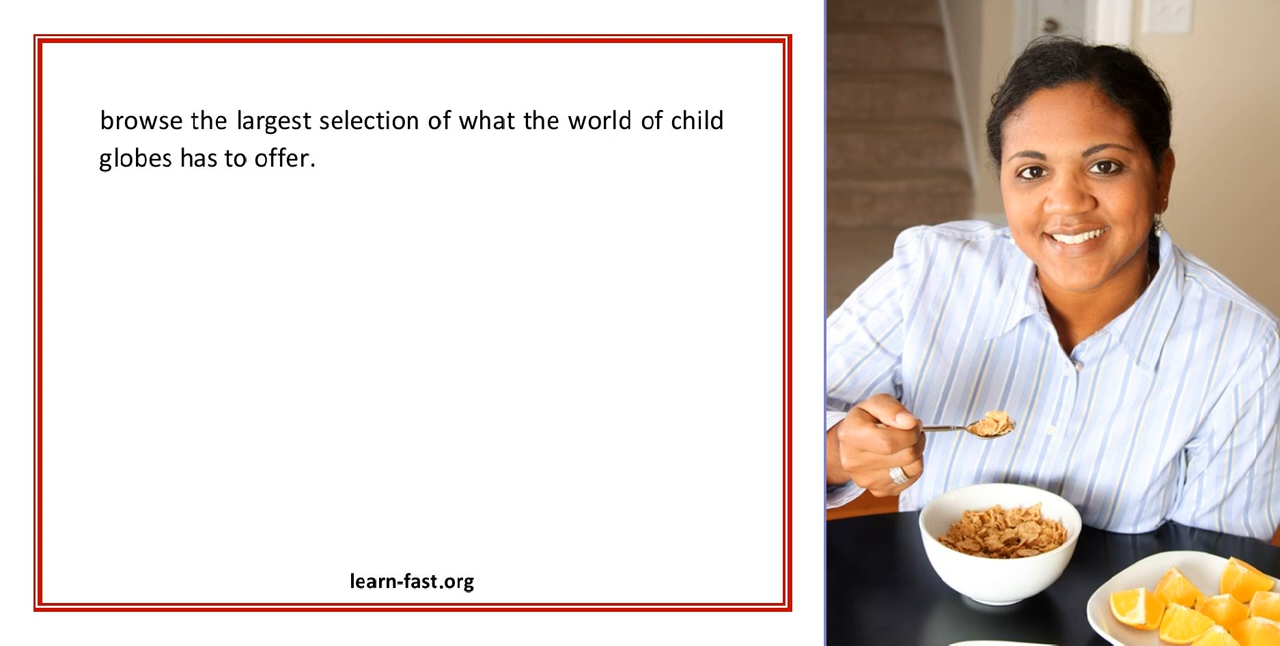 browse the largest selection of what the world of child
globes has to offer.
learn-fast.org